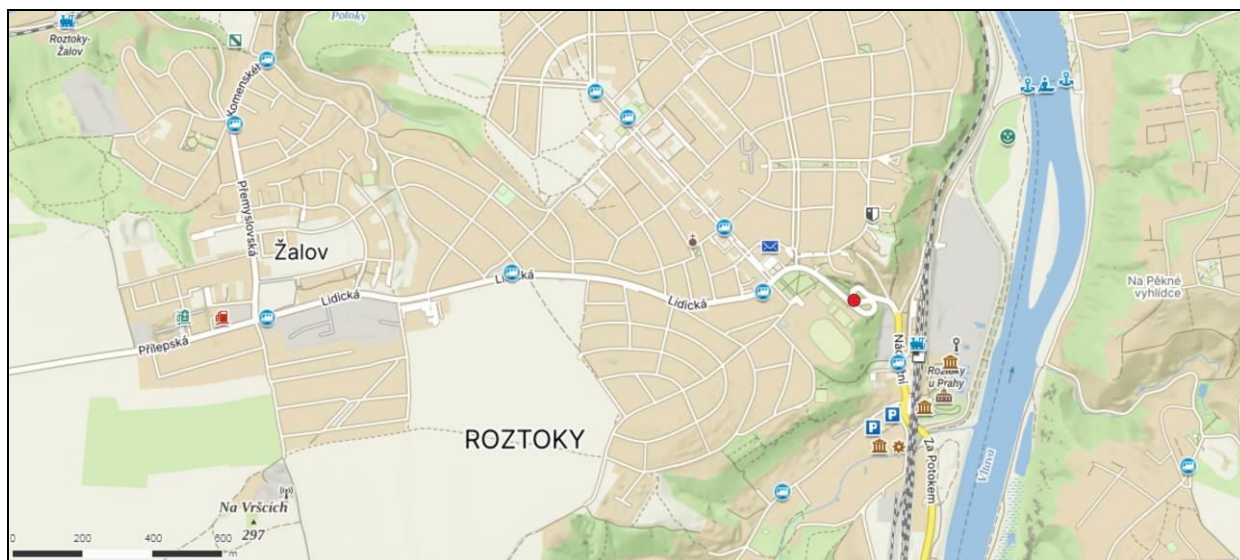 Potoky
Roztoky-
Žalov
Komenského
Přemyslovská
Žalov
Lidická
Lidická
Lidická
Přílepská
Nádražní
Na Pěkné
vyhlídce
Roztoky
u Prahy
P
P
ROZTOKY
Za Potokem
Vltava
Na Vršcích
297
0 200 400 600 m